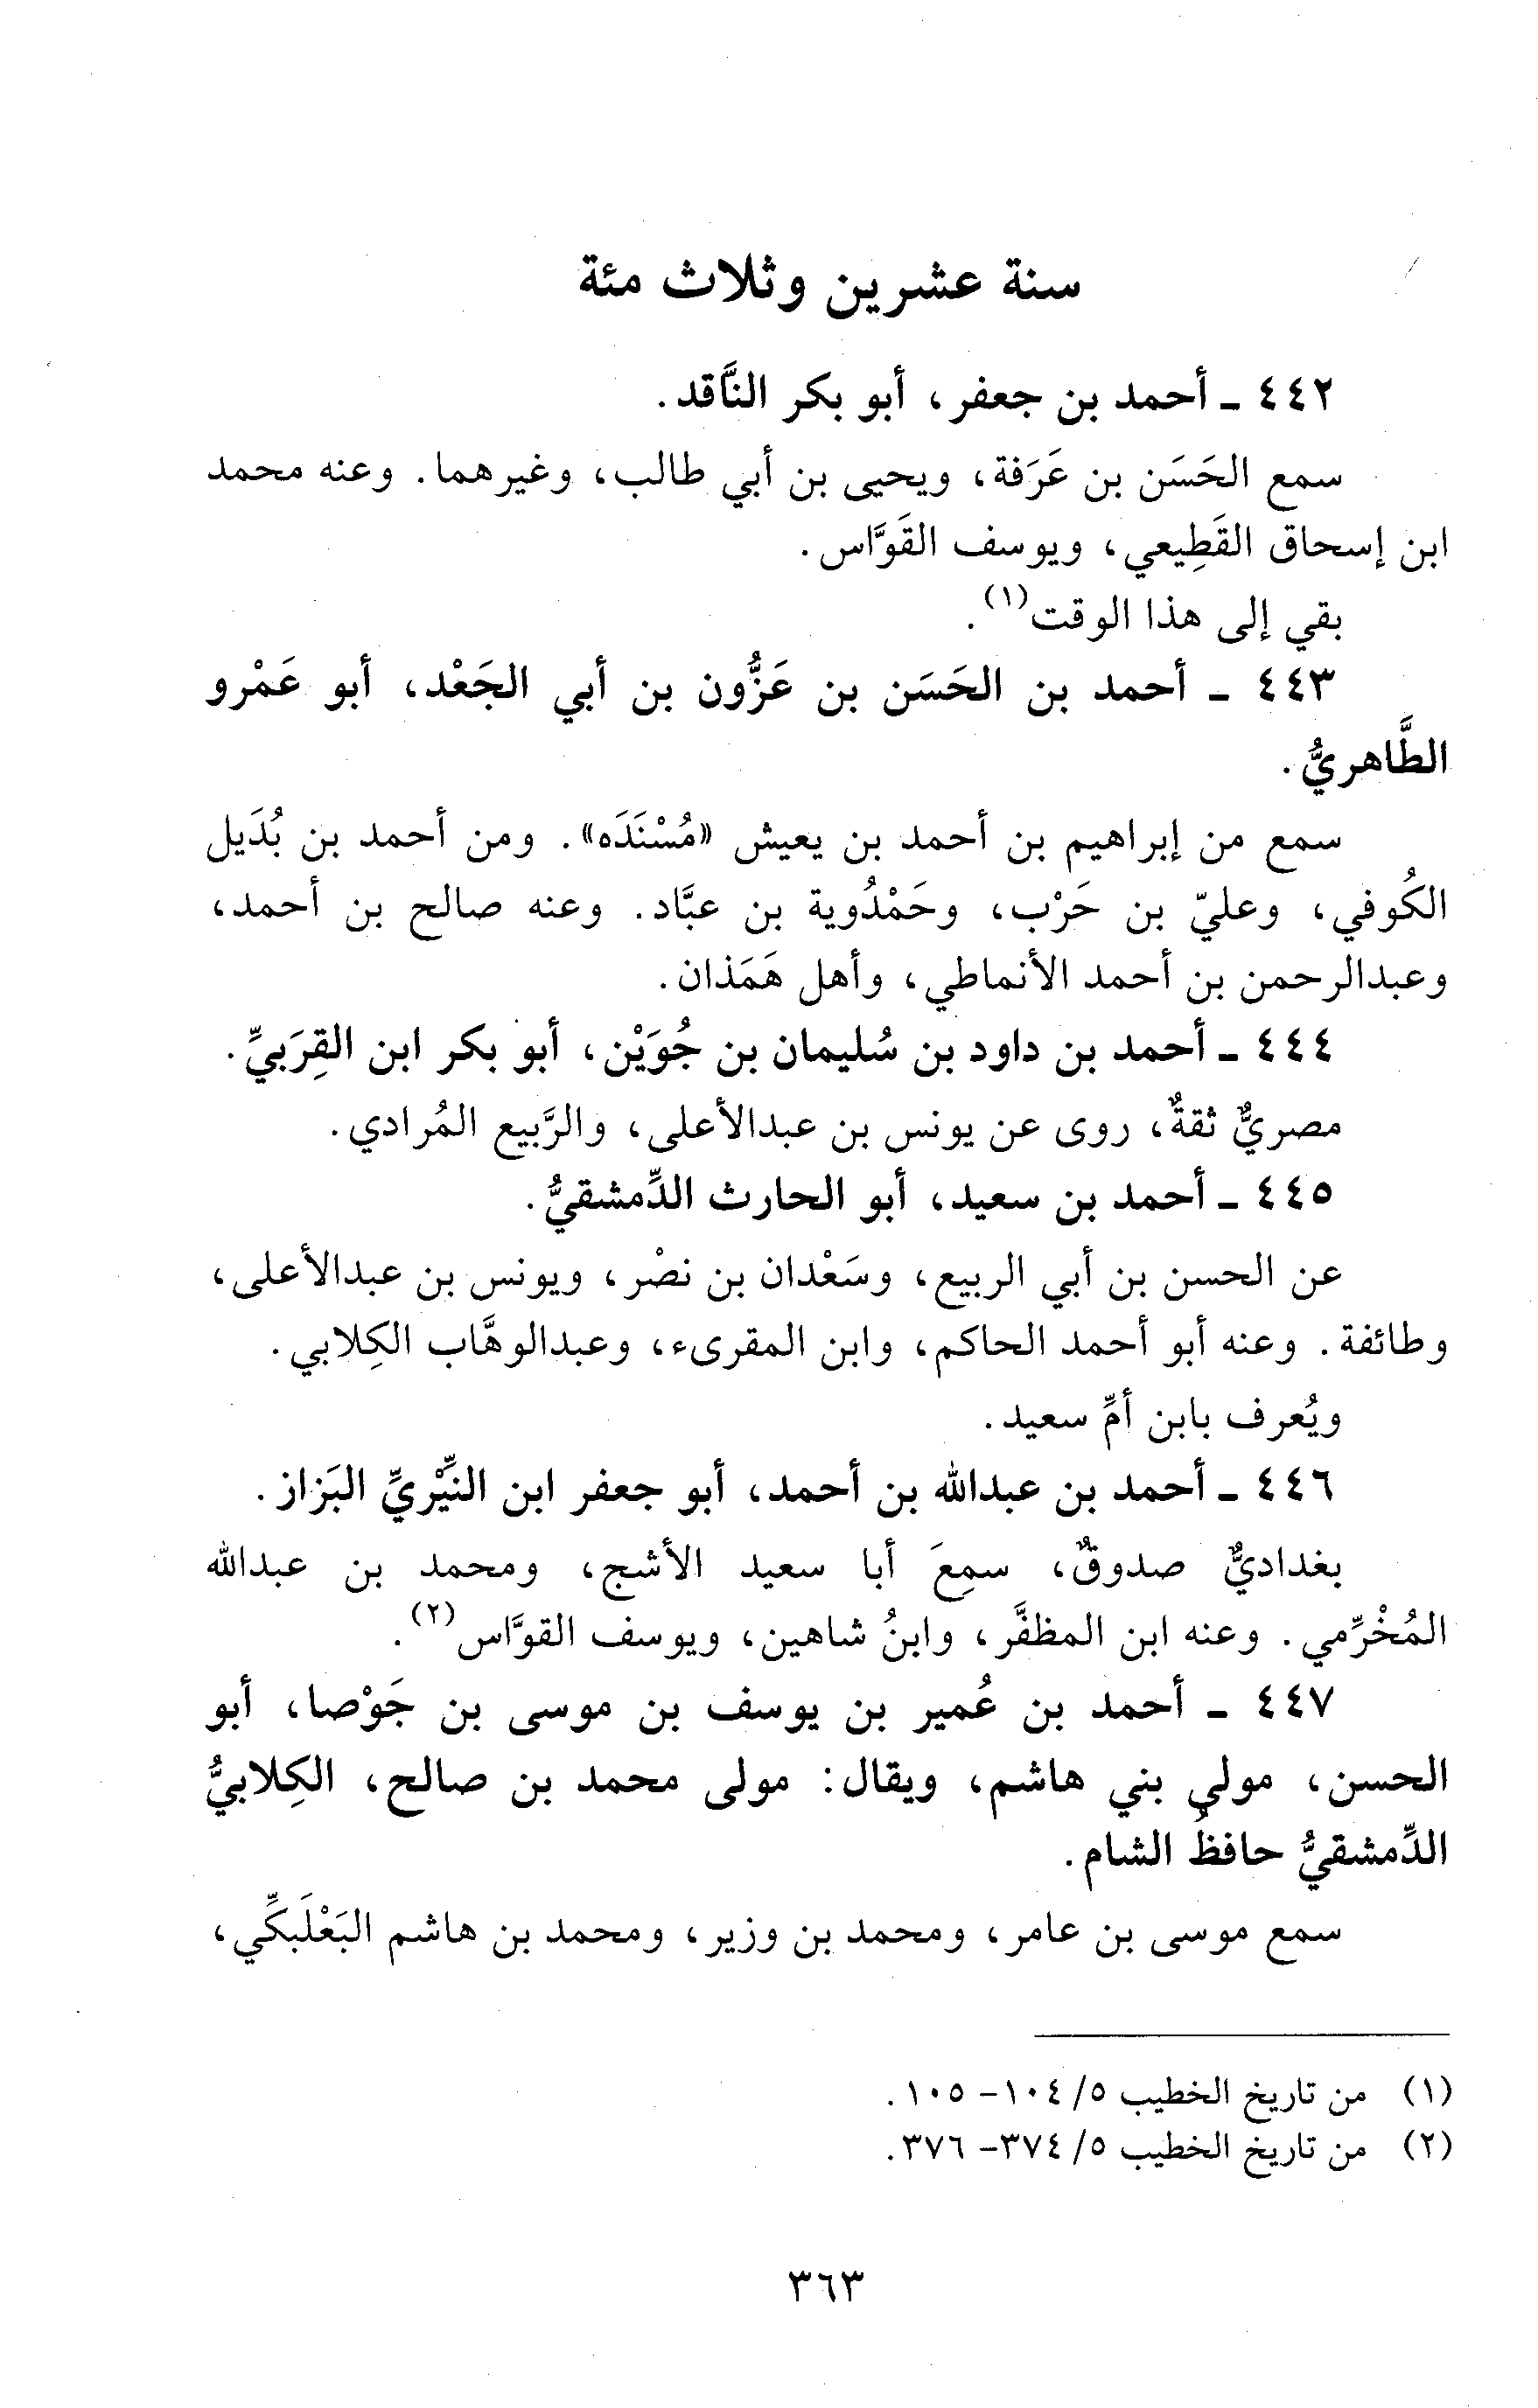 سنة عشرين وثلاث مئة
٤٤٢ - أحمد بن جعفر، أبو بكر النَّاقد.
سمع الحَسَن بن عَرَفة، ويحيى بن أبي طالب، وغيرهما. وعنه محمد
ابن إسحاق القَطِيعي، ويوسف القَوَّاس.
بقي إلى هذا الوقت(١).
٤٤٣ - أحمد بن الحَسَن بن عَزُّون بن أبي الجَعْد، أبو عَمْرو
الطَّاهريُّ.
سمع من إبراهيم بن أحمد بن يعيش «مُسْنَدَه». ومن أحمد بن بُدَيل
الكُوفي، وعليّ بن حَرْب، وحَمْدُوية بن عبَّاد. وعنه صالح بن أحمد،
وعبدالرحمن بن أحمد الأنماطي، وأهل هَمَذان.
٤٤٤ - أحمد بن داود بن سُليمان بن جُوَيْن، أبو بكر ابن القِرَبيِّ.
مصريٌّ ثقةٌ، روى عن يونس بن عبدالأعلى، والرَّبيع المُرادي.
٤٤٥ - أحمد بن سعيد، أبو الحارث الدِّمشقيُّ.
عن الحسن بن أبي الربيع، وسَعْدان بن نصْر، ويونس بن عبدالأعلى،
وطائفة. وعنه أبو أحمد الحاكم، وابن المقرىء، وعبدالوهَّاب الكِلابي.
ويُعرف بابن أمِّ سعيد.
٤٤٦ - أحمد بن عبدالله بن أحمد، أبو جعفر ابن النيِّرْيِّ البَزاز.
بغداديٌّ صدوقٌ، سمِعَ أبا سعيد الأشج، ومحمد بن عبدالله
المُخْرِّمي. وعنه ابن المظفَّر، وابنُ شاهين، ويوسف القوَّاس(٢).
٤٤٧ - أحمد بن عُمير بن يوسف بن موسى بن جَوْصا، أبو
الحسن، مولى بني هاشم، ويقال: مولى محمد بن صالح، الكِلابيُّ
الدِّمشقيُّ حافظُ الشام.
سمع موسى بن عامر، ومحمد بن وزير، ومحمد بن هاشم البَعْلَبكِّي،
(١) من تاريخ الخطيب ٥/ ١٠٤- ١٠٥.
(٢) من تاريخ الخطيب ٥/ ٣٧٤- ٣٧٦.
٣٦٣